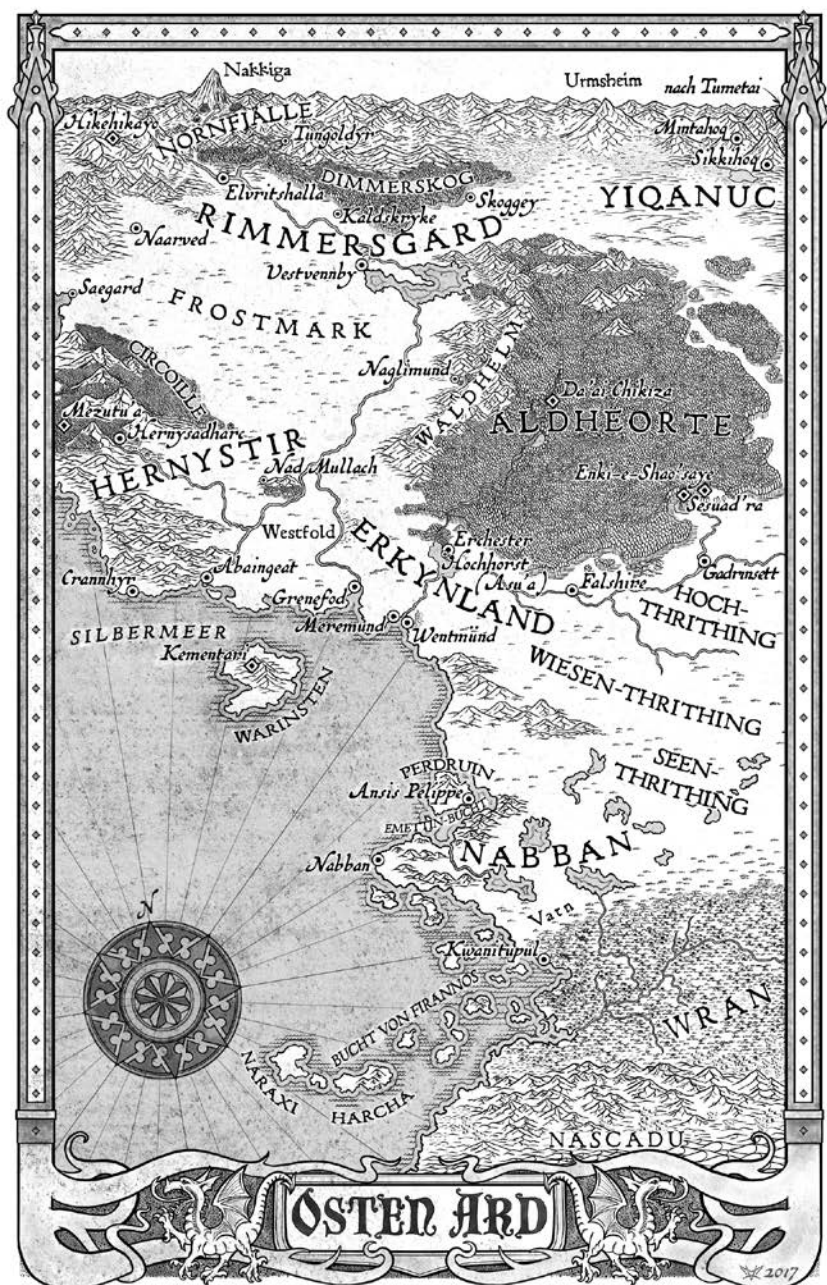 Nakkiga
Urmsheim
nach Tumetai
Hikehikayo
NORNFJÄLLE
Tungoldyr
Mintahoq
Sikkihoq
DIMMERSKOG
Elvritshalla
Skoggey
YIQANUC
Kaldskryke
RIMMERSGARD
Naarved
Vestvennby
Saegard
FROSTMARK
CIRCOILLE
Naglimund
WALDHELM
Da'ai Chikiza
ALDHEORTE
Mezutu'a
Hernysadharc
HERNYSTIR
Nad Mullach
Enki-e-Shao'saye
Sesuad'ra
Westfold
ERKYNLAND
Erchester
Hochhorst
(Asu'a)
Abaingeat
Crannhyr
Grenefod
Falshire
Gadrinsett
HOCH-
THRITHING
Meremünd
Wentmünd
SILBERMEER
Kementari
WARINSTEN
WIESEN-THRITHING
SEEN-
THRITHING
PERDRUIN
Ansis Pelippe
EMETTIN-BUCHT
Nabban
NABBAN
Varn
N
Kwanitupul
WRAN
BUCHT VON FIRANNOS
NARAXI
HARCHA
NASCADU
OSTEN ARD
2017